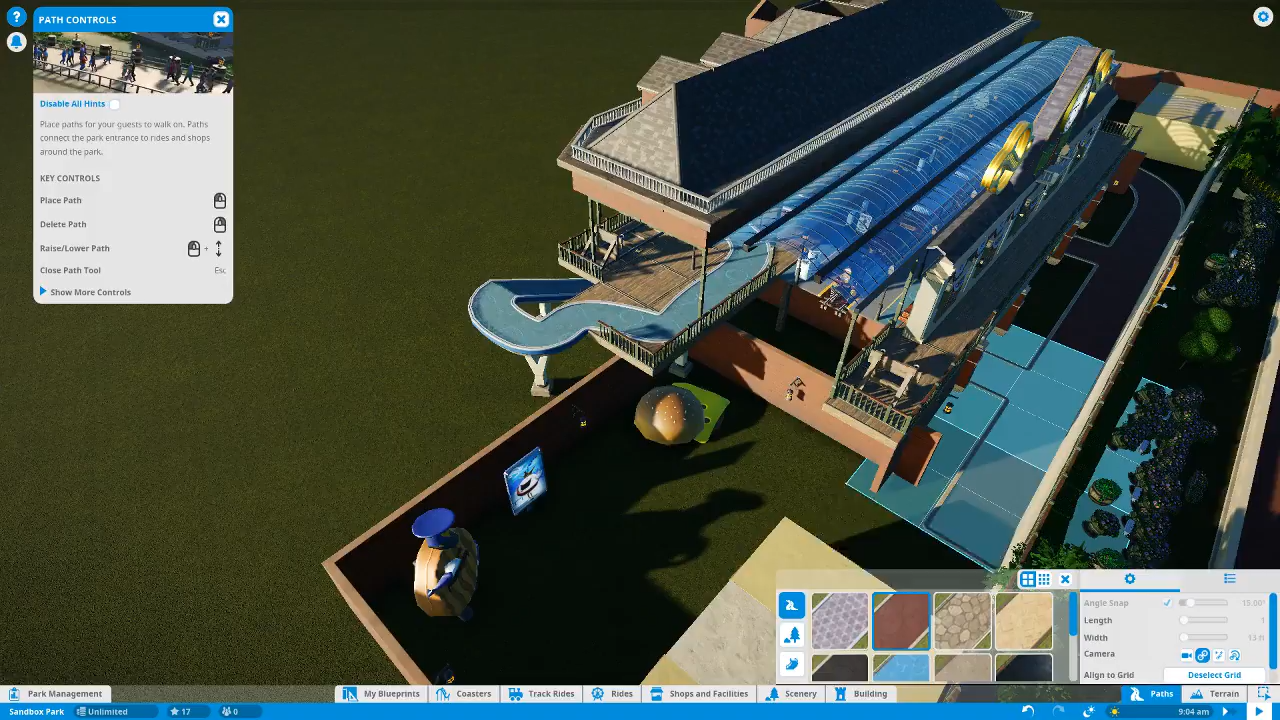 PATH CONTROLS
Disable All Hints
Place paths for your guests to walk on. Paths
connect the park entrance to rides and shops
around the park.
KEY CONTROLS
Place Path
Delete Path
Raise/Lower Path +
Close Path Tool Esc
Show More Controls
Angle Snap 15.00°
Length 1
Width 13 ft
Camera
Align to Grid Deselect Grid
Park Management My Blueprints Coasters Track Rides Rides Shops and Facilities Scenery Building Paths Terrain
Unlimited 17 0 9:04 am